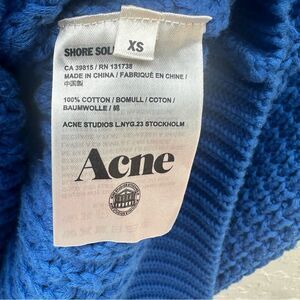 XS
SHORE SOL
CA 39815 / RN 131738
MADE IN CHINA / FABRIQUÉ EN CHINE /
中国製
100% COTTON / BOMULL / COTON /
BAUMWOLLE / 綿
ACNE STUDIOS L.NYG.23 STOCKHOLM
Acne